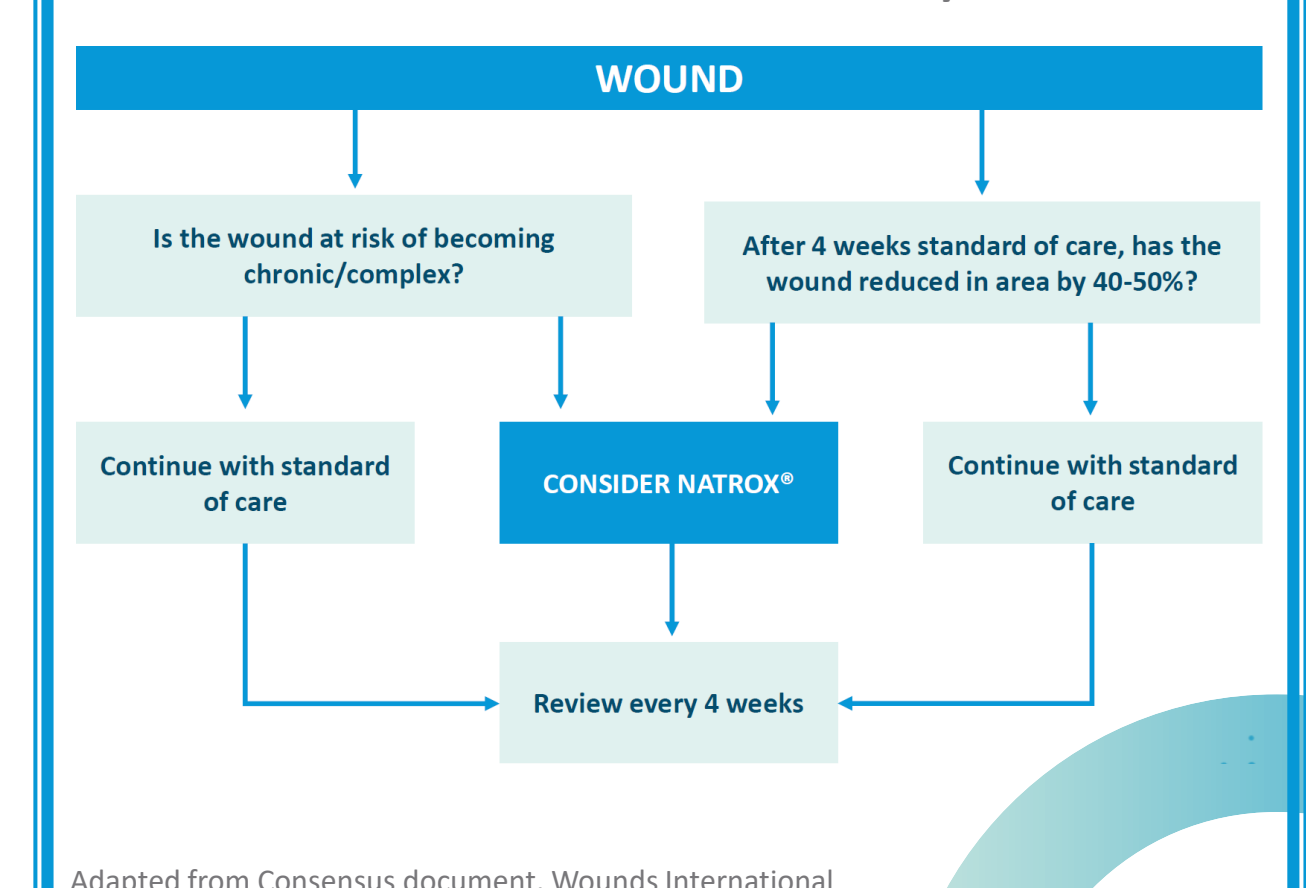 WOUND
Is the wound at risk of becoming
chronic/complex?
After 4 weeks standard of care, has the
wound reduced in area by 40-50%?
Continue with standard
of care
CONSIDER NATROX®
Continue with standard
of care
Review every 4 weeks
Adapted from Consensus document. Wounds International